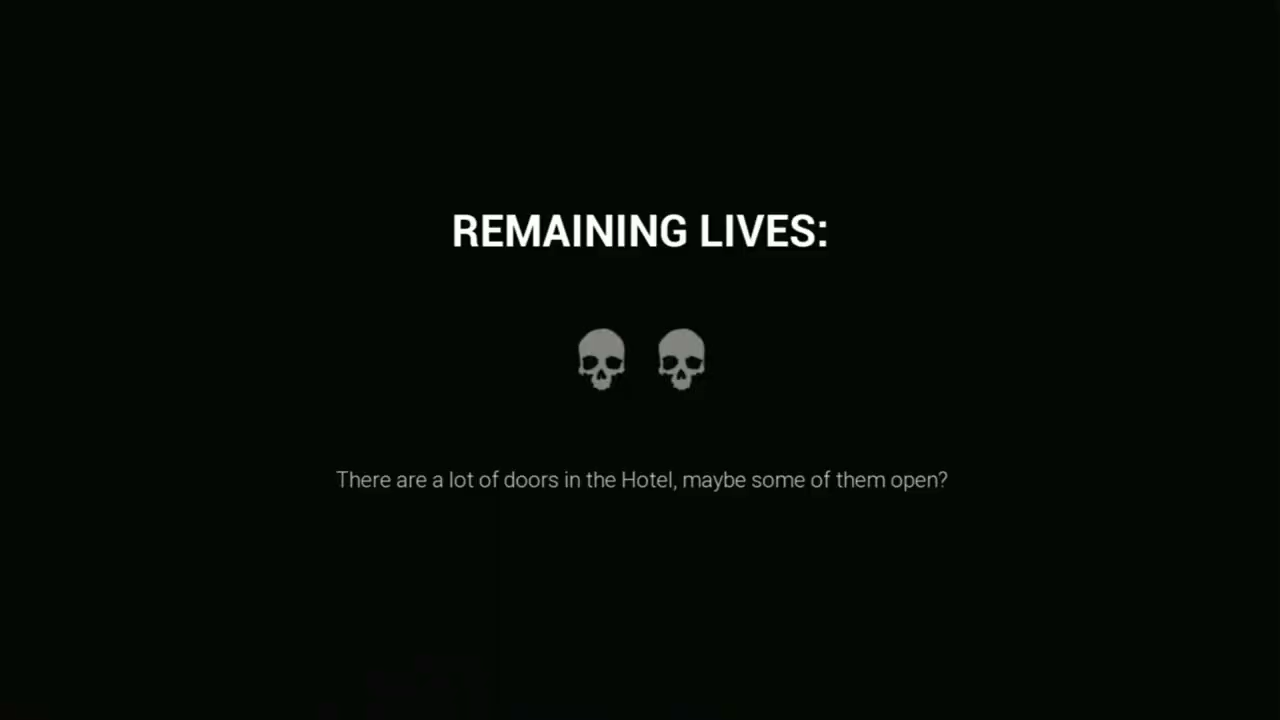 REMAINING LIVES:
There are a lot of doors in the Hotel, maybe some of them open?